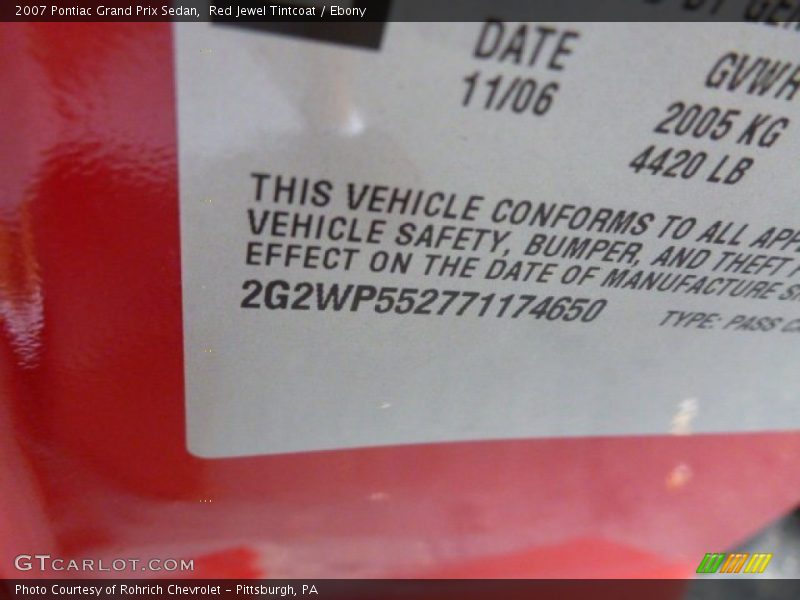 2007 Pontiac Grand Prix Sedan, Red Jewel Tintcoat / Ebony
DATE
11/06
GVWR
2005 KG
4420 LB
THIS VEHICLE CONFORMS TO ALL
VEHICLE SAFETY, BUMPER, AND THEFT
EFFECT ON THE DATE OF MANUFACTURE
2G2WP552771174650
TYPE: PASS
GTCARLOT.COM
Photo Courtesy of Rohrich Chevrolet – Pittsburgh, PA